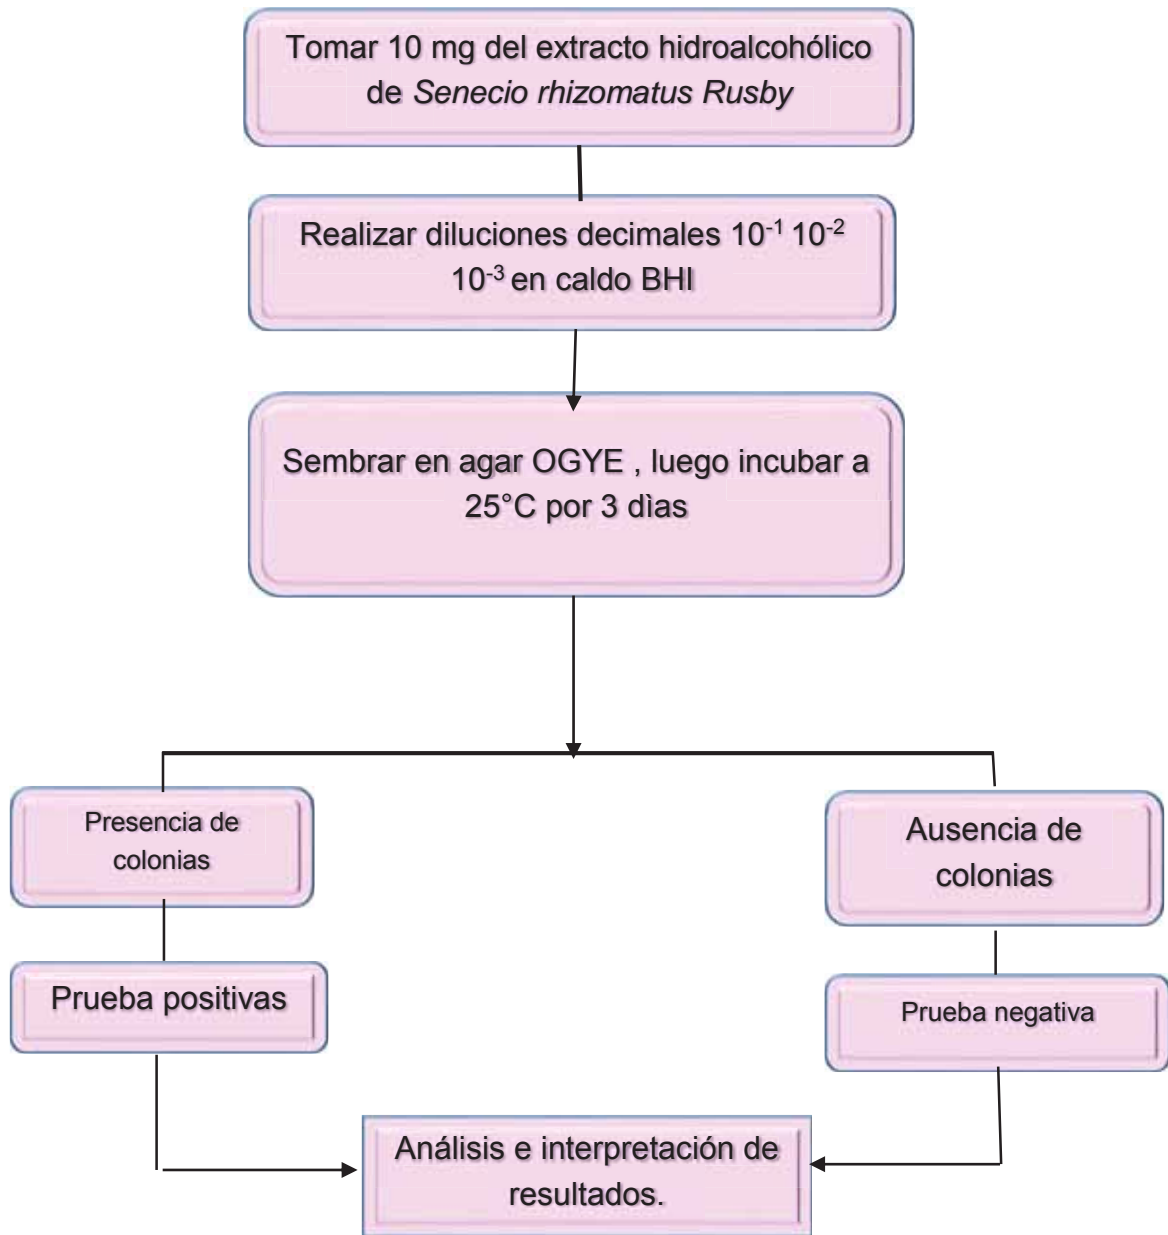 Tomar 10 mg del extracto hidroalcohólico
de Senecio rhizomatus Rusby
Realizar diluciones decimales 10⁻¹ 10⁻²
10⁻³ en caldo BHI
Sembrar en agar OGYE , luego incubar a
25°C por 3 dìas
Presencia de
colonias
Ausencia de
colonias
Prueba positivas
Prueba negativa
Análisis e interpretación de
resultados.